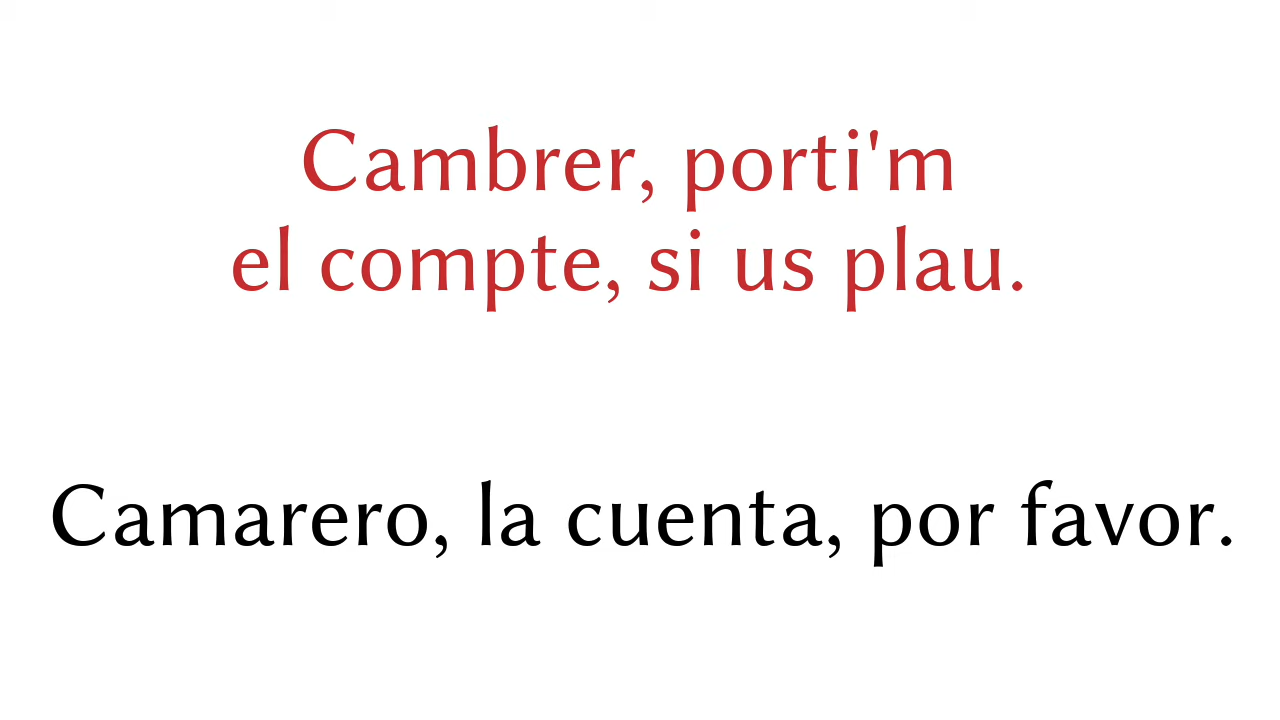 Cambrer, porti'm
el compte, si us plau.
Camarero, la cuenta, por favor.